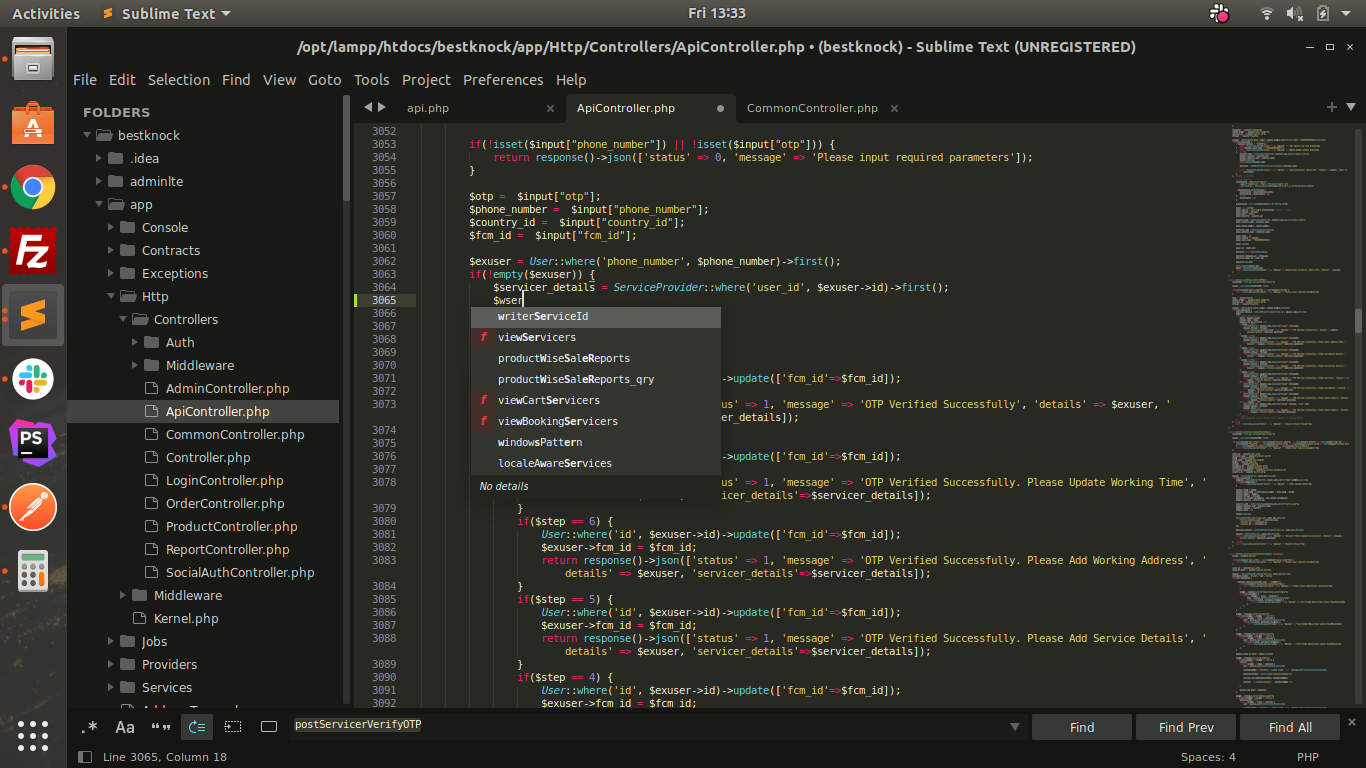 Activities
Sublime Text
Fri 13:33
/opt/lampp/htdocs/bestknock/app/Http/Controllers/ApiController.php • (bestknock) - Sublime Text (UNREGISTERED)
File Edit Selection Find View Goto Tools Project Preferences Help
FOLDERS
bestknock
.idea
adminlte
app
Console
Contracts
Exceptions
Http
Controllers
Auth
Middleware
AdminController.php
ApiController.php
CommonController.php
Controller.php
LoginController.php
OrderController.php
ProductController.php
ReportController.php
SocialAuthController.php
Middleware
Kernel.php
Jobs
Providers
Services
api.php
ApiController.php
CommonController.php
3052
3053 if(!isset($input["phone_number"]) || !isset($input["otp"])) {
3054 return response()->json(['status' => 0, 'message' => 'Please input required parameters']);
3055 }
3056
3057 $otp = $input["otp"];
3058 $phone_number = $input["phone_number"];
3059 $country_id = $input["country_id"];
3060 $fcm_id = $input["fcm_id"];
3061
3062 $exuser = User::where('phone_number', $phone_number)->first();
3063 if(!empty($exuser)) {
3064 $servicer_details = ServiceProvider::where('user_id', $exuser->id)->first();
3065 $wser
3066
3067
3068
3069
3070
3071 ->update(['fcm_id'=>$fcm_id]);
3072
3073 us' => 1, 'message' => 'OTP Verified Successfully', 'details' => $exuser, '
er_details]);
3074
3075
3076 ->update(['fcm_id'=>$fcm_id]);
3077
3078 us' => 1, 'message' => 'OTP Verified Successfully. Please Update Working Time', '
servicer_details'=>$servicer_details]);
3079 }
3080 if($step == 6) {
3081 User::where('id', $exuser->id)->update(['fcm_id'=>$fcm_id]);
3082 $exuser->fcm_id = $fcm_id;
3083 return response()->json(['status' => 1, 'message' => 'OTP Verified Successfully. Please Add Working Address', '
details' => $exuser, 'servicer_details'=>$servicer_details]);
3084 }
3085 if($step == 5) {
3086 User::where('id', $exuser->id)->update(['fcm_id'=>$fcm_id]);
3087 $exuser->fcm_id = $fcm_id;
3088 return response()->json(['status' => 1, 'message' => 'OTP Verified Successfully. Please Add Service Details', '
details' => $exuser, 'servicer_details'=>$servicer_details]);
3089 }
3090 if($step == 4) {
3091 User::where('id', $exuser->id)->update(['fcm_id'=>$fcm_id]);
3092 $exuser->fcm_id = $fcm_id;
writerServiceId
f viewServicers
productWiseSaleReports
productWiseSaleReports_qry
f viewCartServicers
f viewBookingServicers
windowsPattern
localeAwareServices
No details
.* Aa “”
postServicerVerifyOTP
Find
Find Prev
Find All
Line 3065, Column 18
Spaces: 4
PHP